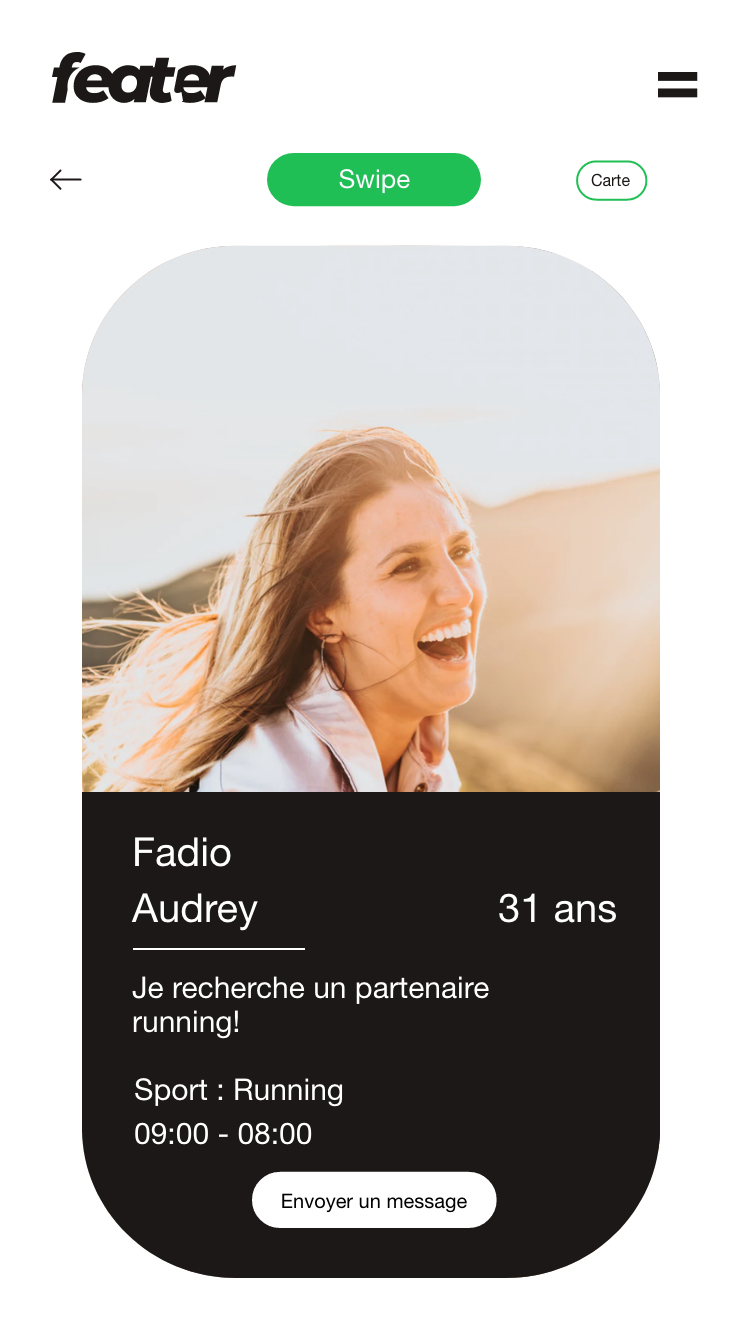 feater
Swipe
Carte
Fadio
Audrey
31 ans
Je recherche un partenaire
running!
Sport : Running
09:00 - 08:00
Envoyer un message